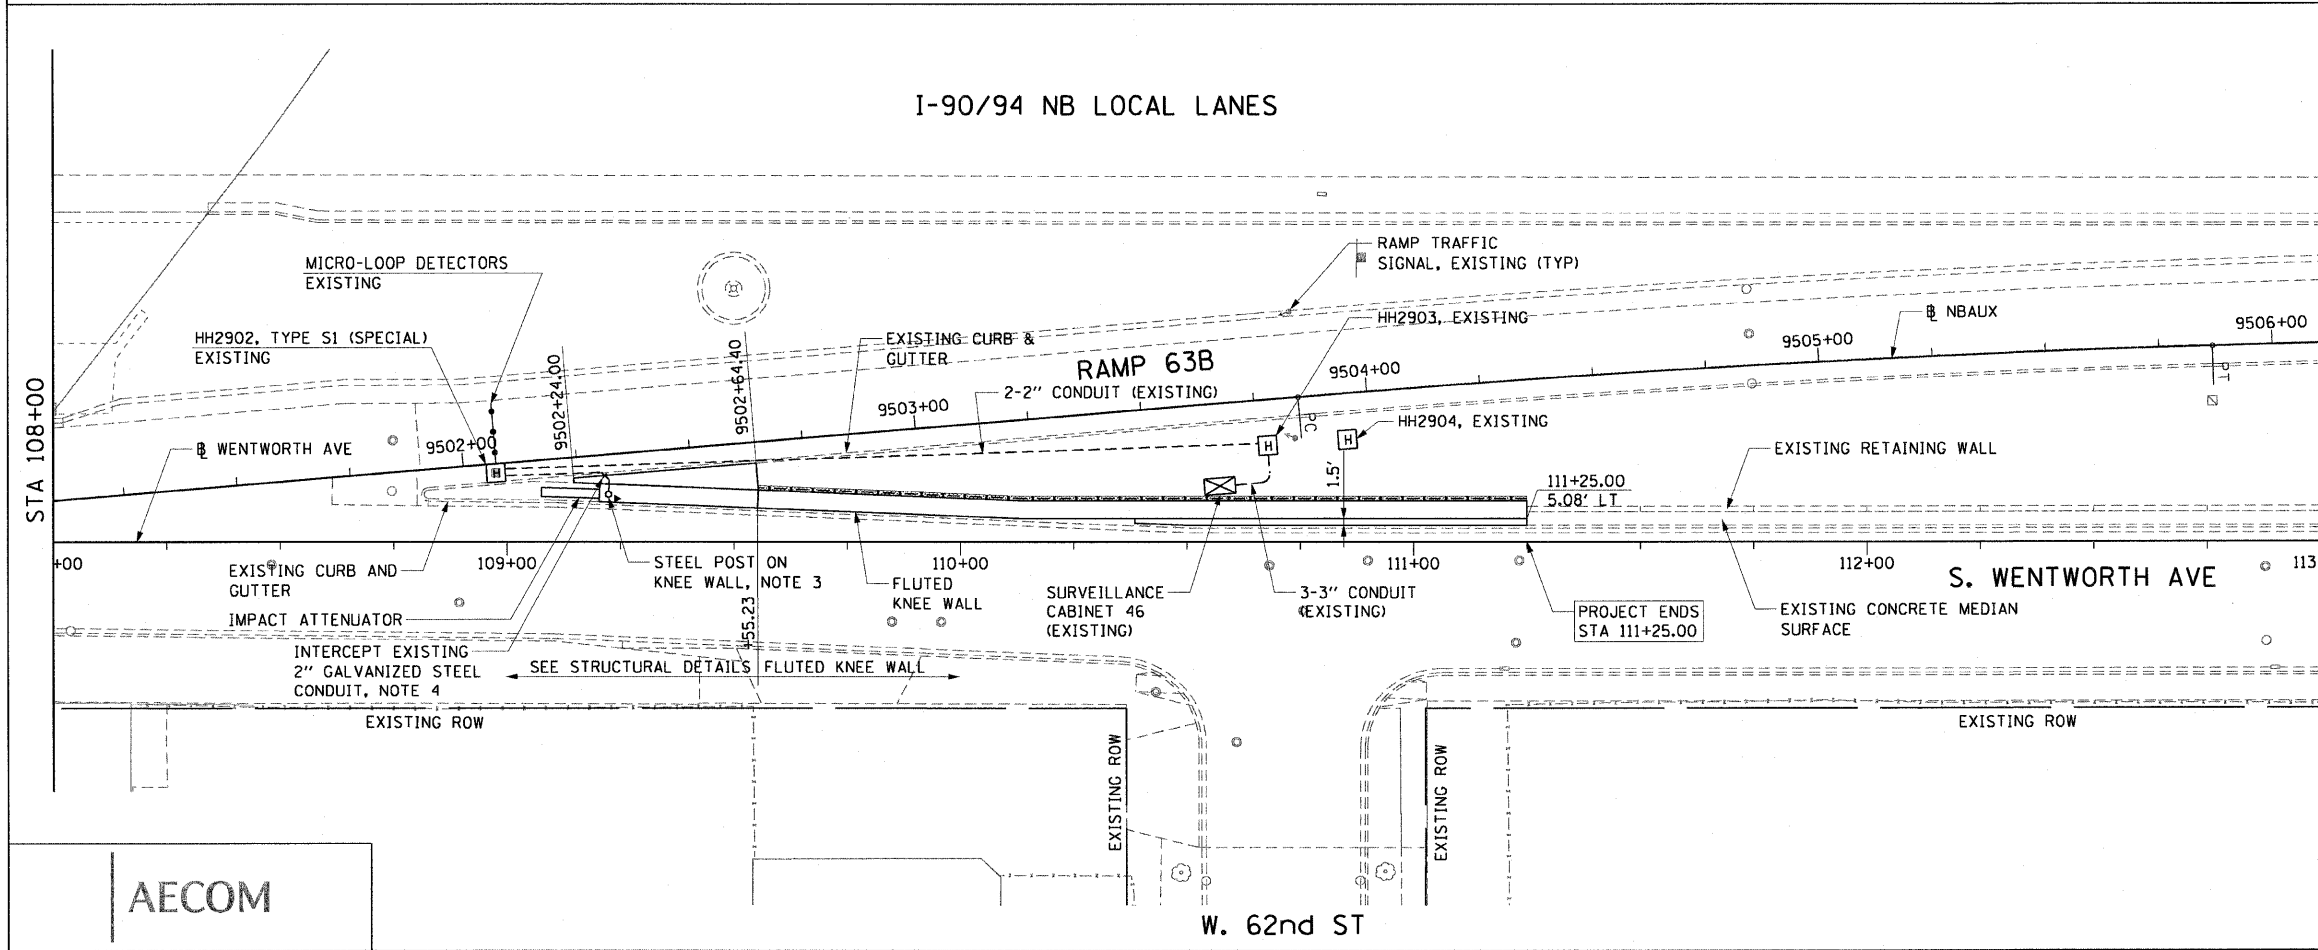 I-90/94 NB LOCAL LANES
RAMP TRAFFIC
SIGNAL, EXISTING (TYP)
MICRO-LOOP DETECTORS
EXISTING
HH2903, EXISTING
℄ NBAUX
9506+00
HH2902, TYPE S1 (SPECIAL)
EXISTING
EXISTING CURB &
GUTTER
9505+00
RAMP 63B
9504+00
2-2" CONDUIT (EXISTING)
9502+24.00
9502+64.40
9503+00
PT
PC
HH2904, EXISTING
STA 108+00
℄ WENTWORTH AVE
9502+00
H
H
H
1.5'
EXISTING RETAINING WALL
111+25.00
5.08' LT
+00
109+00
110+00
111+00
112+00
113
EXISTING CURB AND
GUTTER
STEEL POST ON
KNEE WALL, NOTE 3
FLUTED
KNEE WALL
SURVEILLANCE
CABINET 46
(EXISTING)
3-3" CONDUIT
(EXISTING)
S. WENTWORTH AVE
PROJECT ENDS
STA 111+25.00
EXISTING CONCRETE MEDIAN
SURFACE
IMPACT ATTENUATOR
+55.23
INTERCEPT EXISTING
2" GALVANIZED STEEL
CONDUIT, NOTE 4
SEE STRUCTURAL DETAILS FLUTED KNEE WALL
EXISTING ROW
EXISTING ROW
EXISTING ROW
EXISTING ROW
AECOM
W. 62nd ST